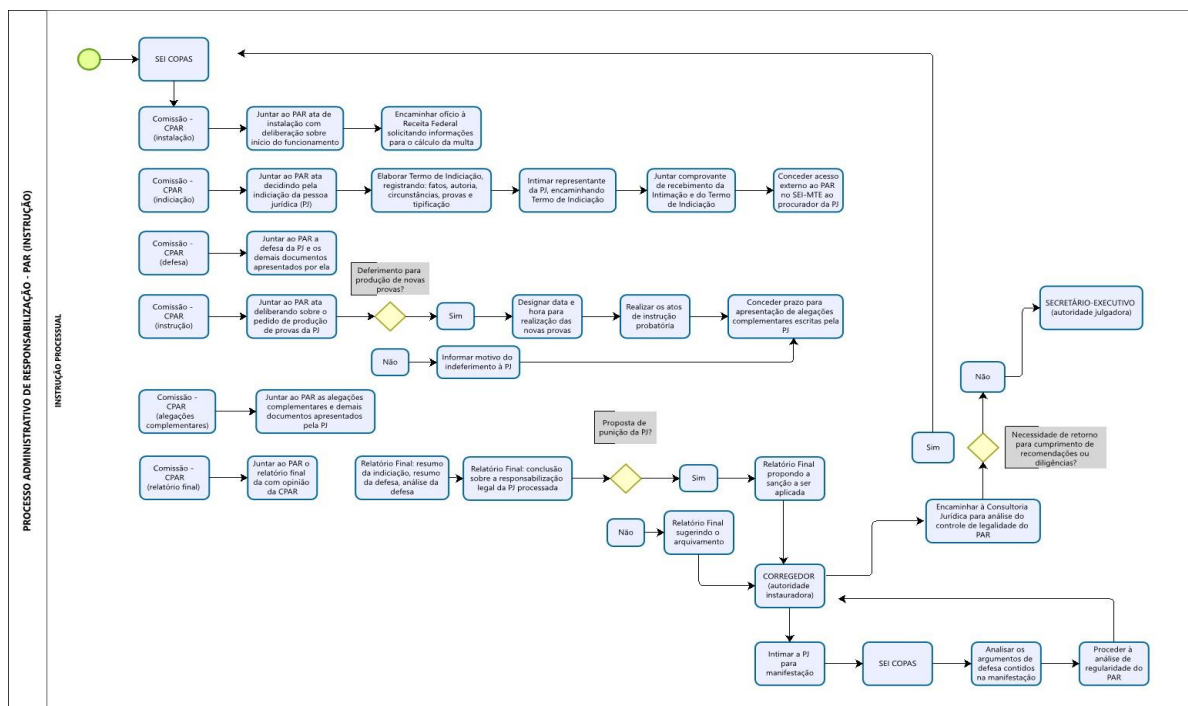 PROCESSO ADMINISTRATIVO DE RESPONSABILIZAÇÃO - PAR (INSTRUÇÃO)
INSTRUÇÃO PROCESSUAL
SEI COPAS
Comissão -
CPAR
(instalação)
Juntar ao PAR ata de
instalação com
deliberação sobre
início do funcionamento
Encaminhar ofício à
Receita Federal
solicitando informações
para o cálculo da multa
Comissão -
CPAR
(indiciação)
Juntar ao PAR ata
decidindo pela
indiciação da pessoa
jurídica (PJ)
Elaborar Termo de Indiciação,
registrando: fatos, autoria,
circunstâncias, provas e
tipificação
Intimar representante
da PJ, encaminhando
Termo de Indiciação
Juntar comprovante
de recebimento da
Intimação e do Termo
de Indiciação
Conceder acesso
externo ao PAR
no SEI-MTE ao
procurador da PJ
Comissão -
CPAR
(defesa)
Juntar ao PAR a
defesa da PJ e os
demais documentos
apresentados por ela
Deferimento para
produção de novas
provas?
Comissão -
CPAR
(instrução)
Juntar ao PAR ata
deliberando sobre o
pedido de produção
de provas da PJ
Sim
Designar data e
hora para
realização das
novas provas
Realizar os atos
de instrução
probatória
Conceder prazo para
apresentação de alegações
complementares escritas pela
PJ
Não
Informar motivo do
indeferimento à PJ
SECRETÁRIO-EXECUTIVO
(autoridade julgadora)
Não
Comissão -
CPAR
(alegações
complementares)
Juntar ao PAR as alegações
complementares e demais
documentos apresentados
pela PJ
Proposta de
punição da PJ?
Sim
Necessidade de retorno
para cumprimento de
recomendações ou
diligências?
Comissão -
CPAR
(relatório final)
Juntar ao PAR o
relatório final
da com opinião
da CPAR
Relatório Final: resumo
da indiciação, resumo
da defesa, análise da
defesa
Relatório Final: conclusão
sobre a responsabilização
legal da PJ processada
Sim
Relatório Final
propondo a
sanção a ser
aplicada
Encaminhar à Consultoria
Jurídica para análise do
controle de legalidade do
PAR
Não
Relatório Final
sugerindo o
arquivamento
CORREGEDOR
(autoridade
instauradora)
Intimar a PJ
para
manifestação
SEI COPAS
Analisar os
argumentos de
defesa contidos
na manifestação
Proceder à
análise de
regularidade do
PAR